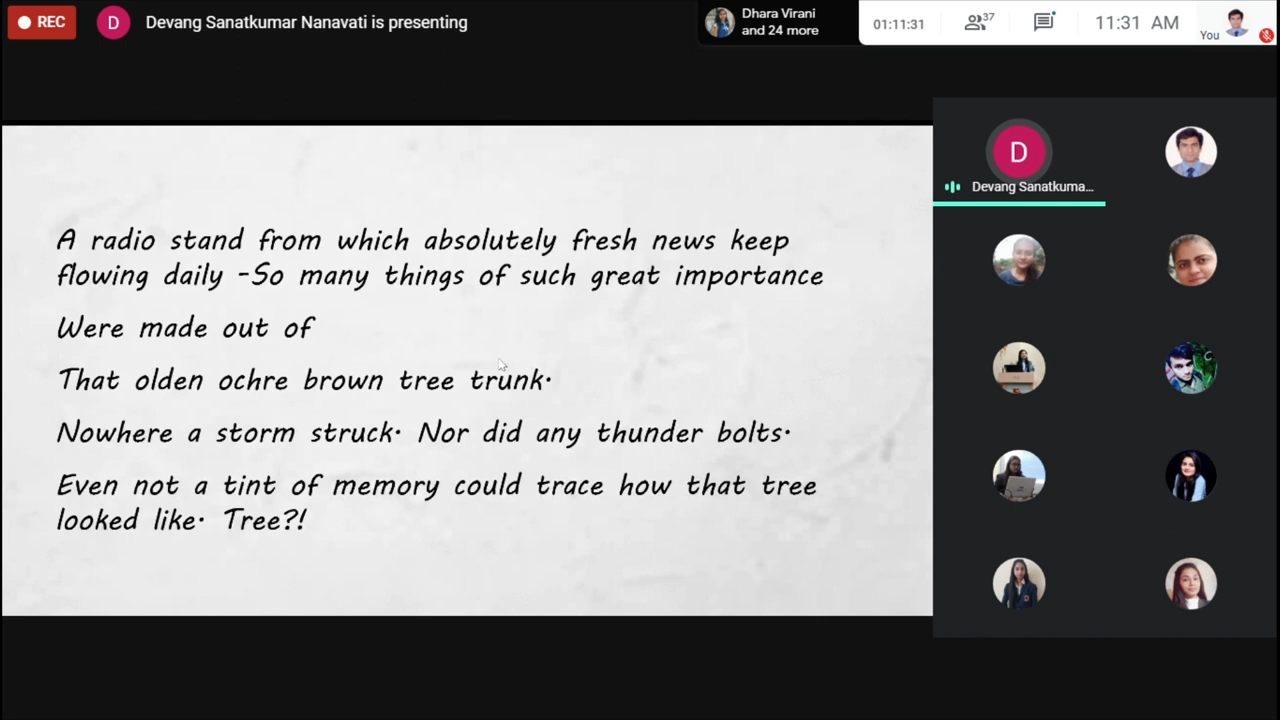 REC
D
Devang Sanatkumar Nanavati is presenting
Dhara Virani
and 24 more
01:11:31
37
11:31 AM
You
A radio stand from which absolutely fresh news keep
flowing daily -So many things of such great importance
Were made out of
That olden ochre brown tree trunk.
Nowhere a storm struck. Nor did any thunder bolts.
Even not a tint of memory could trace how that tree
looked like. Tree?!
D
Devang Sanatkuma...